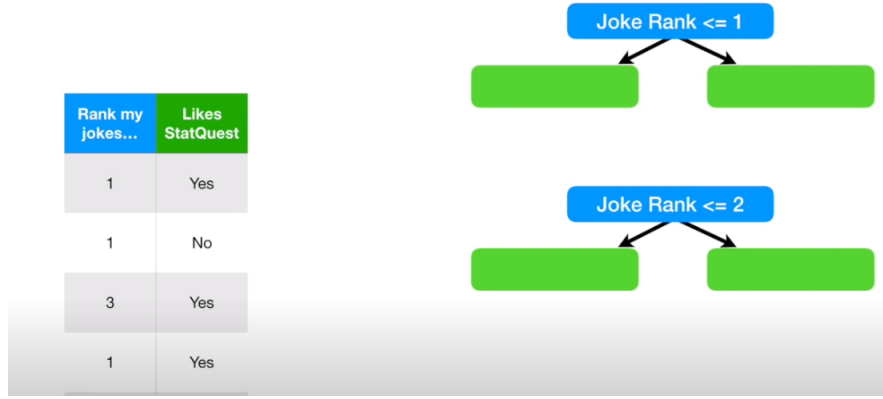 Joke Rank <= 1
Rank my jokes...
Likes StatQuest
1 Yes
1 No
Joke Rank <= 2
3 Yes
1 Yes